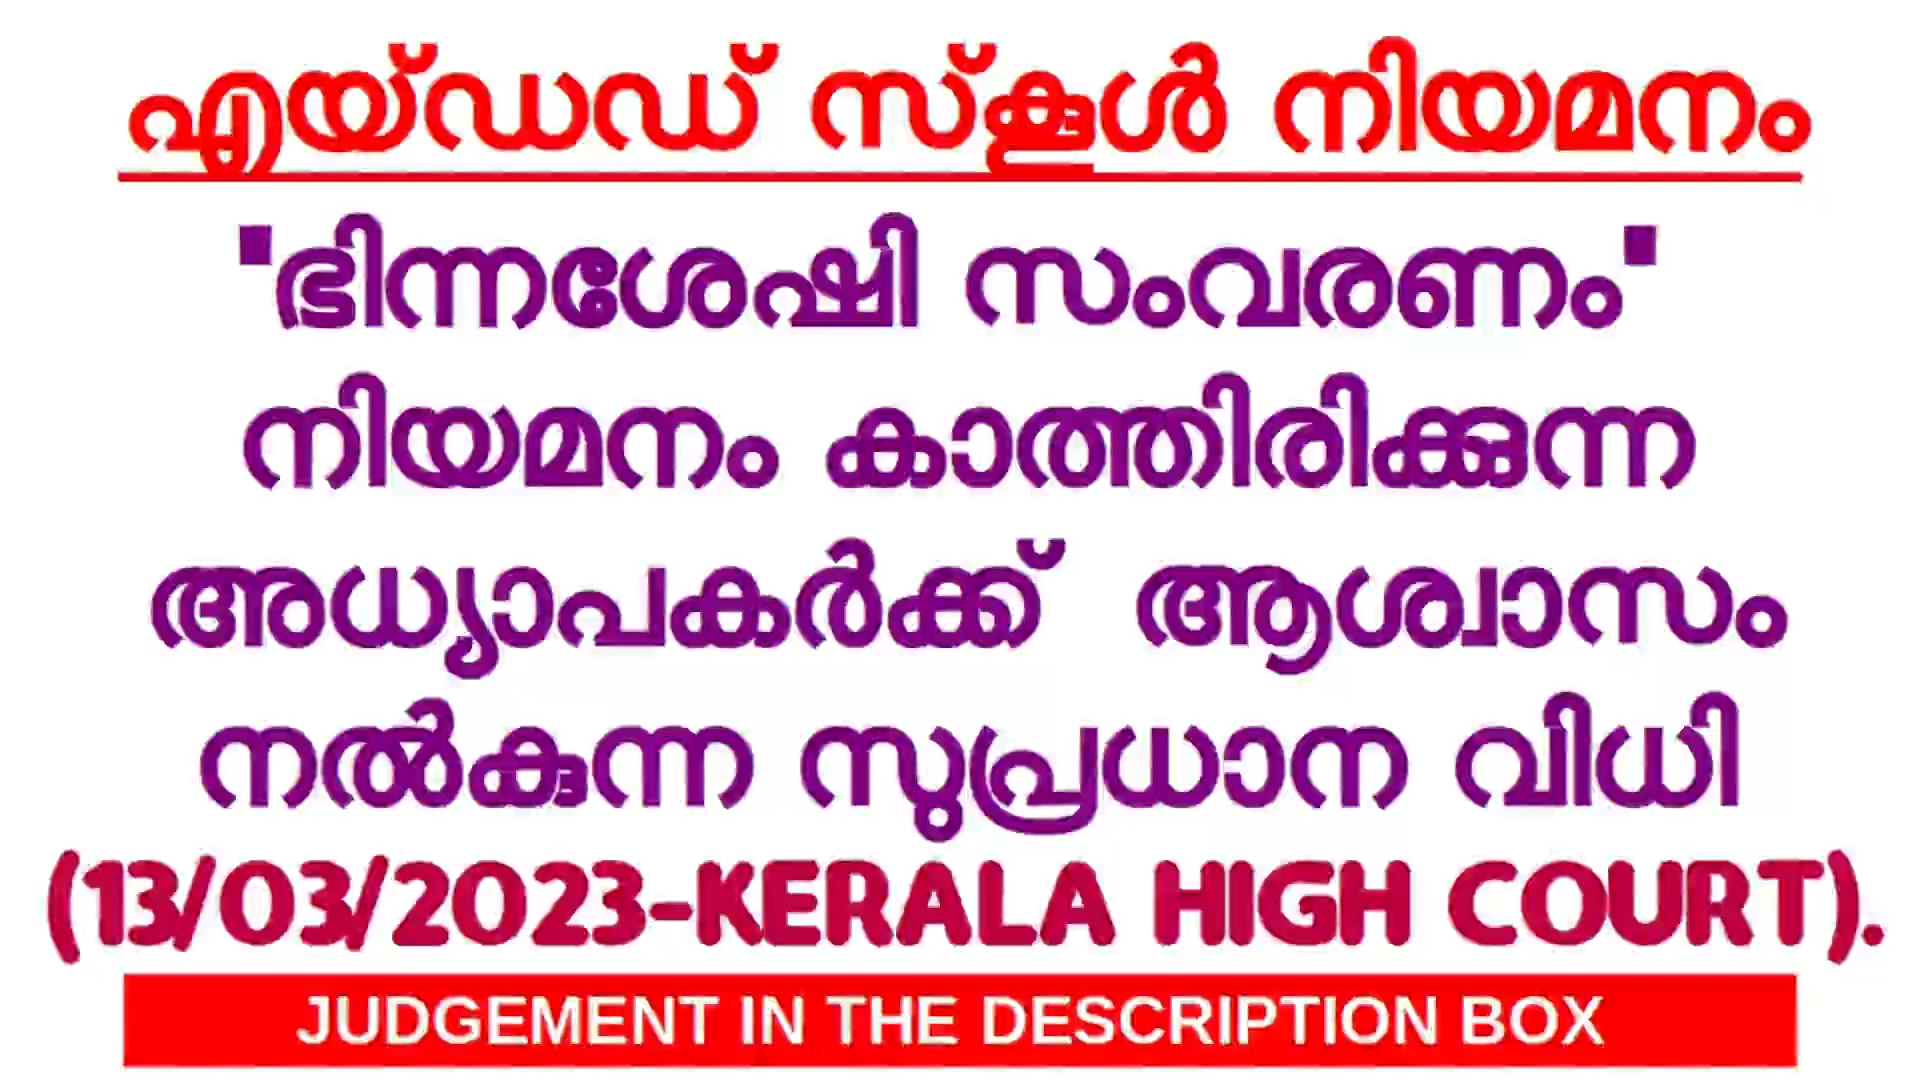 എയ്ഡഡ് സ്കൂൾ നിയമനം
"ഭിന്നശേഷി സംവരണം"
നിയമനം കാത്തിരിക്കുന്ന
അധ്യാപകർക്ക് ആശ്വാസം
നൽകുന്ന സുപ്രധാന വിധി
(13/03/2023-KERALA HIGH COURT).
JUDGEMENT IN THE DESCRIPTION BOX